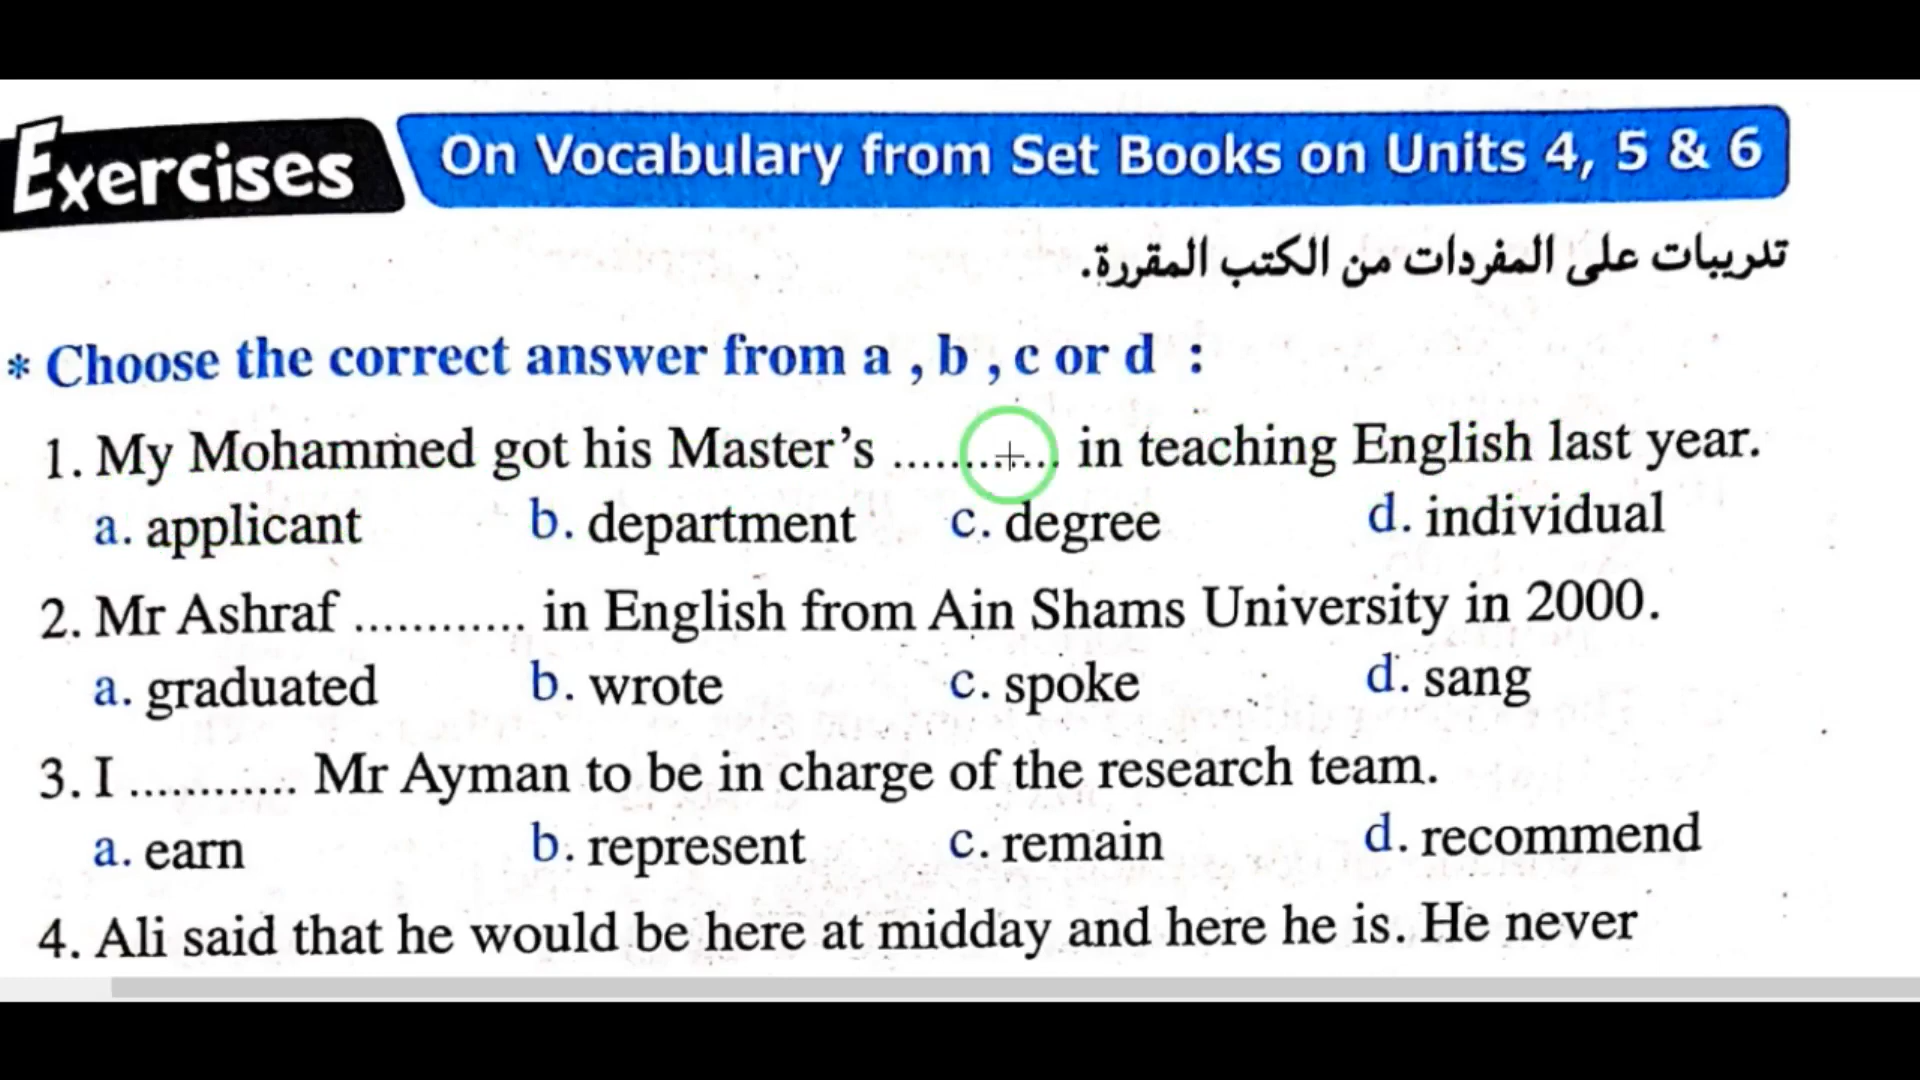 Exercises On Vocabulary from Set Books on Units 4, 5 & 6
تدريبات على المفردات من الكتب المقررة.
* Choose the correct answer from a , b , c or d :
1. My Mohammed got his Master's ............ in teaching English last year.
a. applicant b. department c. degree d. individual
2. Mr Ashraf ............ in English from Ain Shams University in 2000.
a. graduated b. wrote c. spoke d. sang
3. I ............ Mr Ayman to be in charge of the research team.
a. earn b. represent c. remain d. recommend
4. Ali said that he would be here at midday and here he is. He never